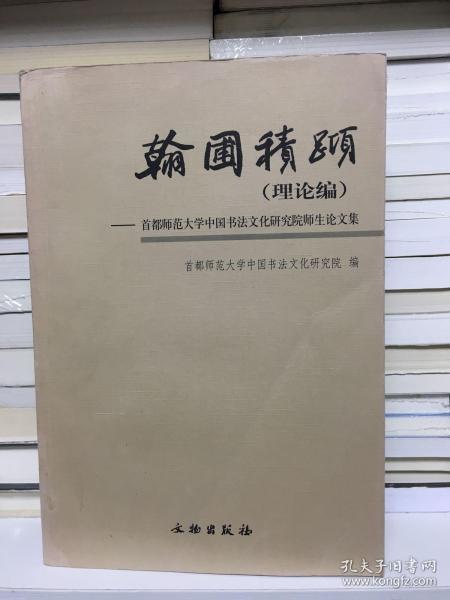 翰圃積蹞
（理论编）
——首都师范大学中国书法文化研究院师生论文集
首都师范大学中国书法文化研究院 编
文物出版社
孔夫子旧书网
www.kongfz.com